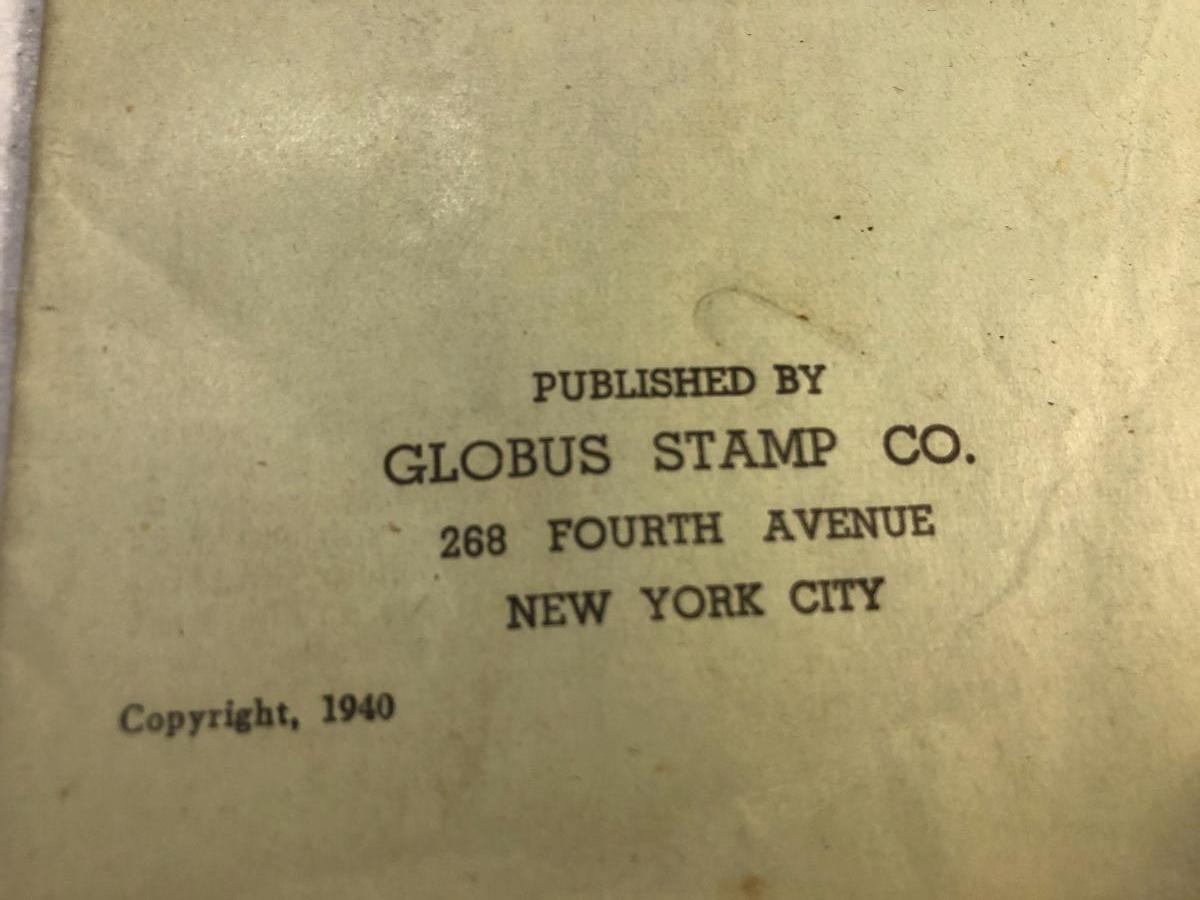 PUBLISHED BY
GLOBUS STAMP CO.
268 FOURTH AVENUE
NEW YORK CITY
Copyright, 1940